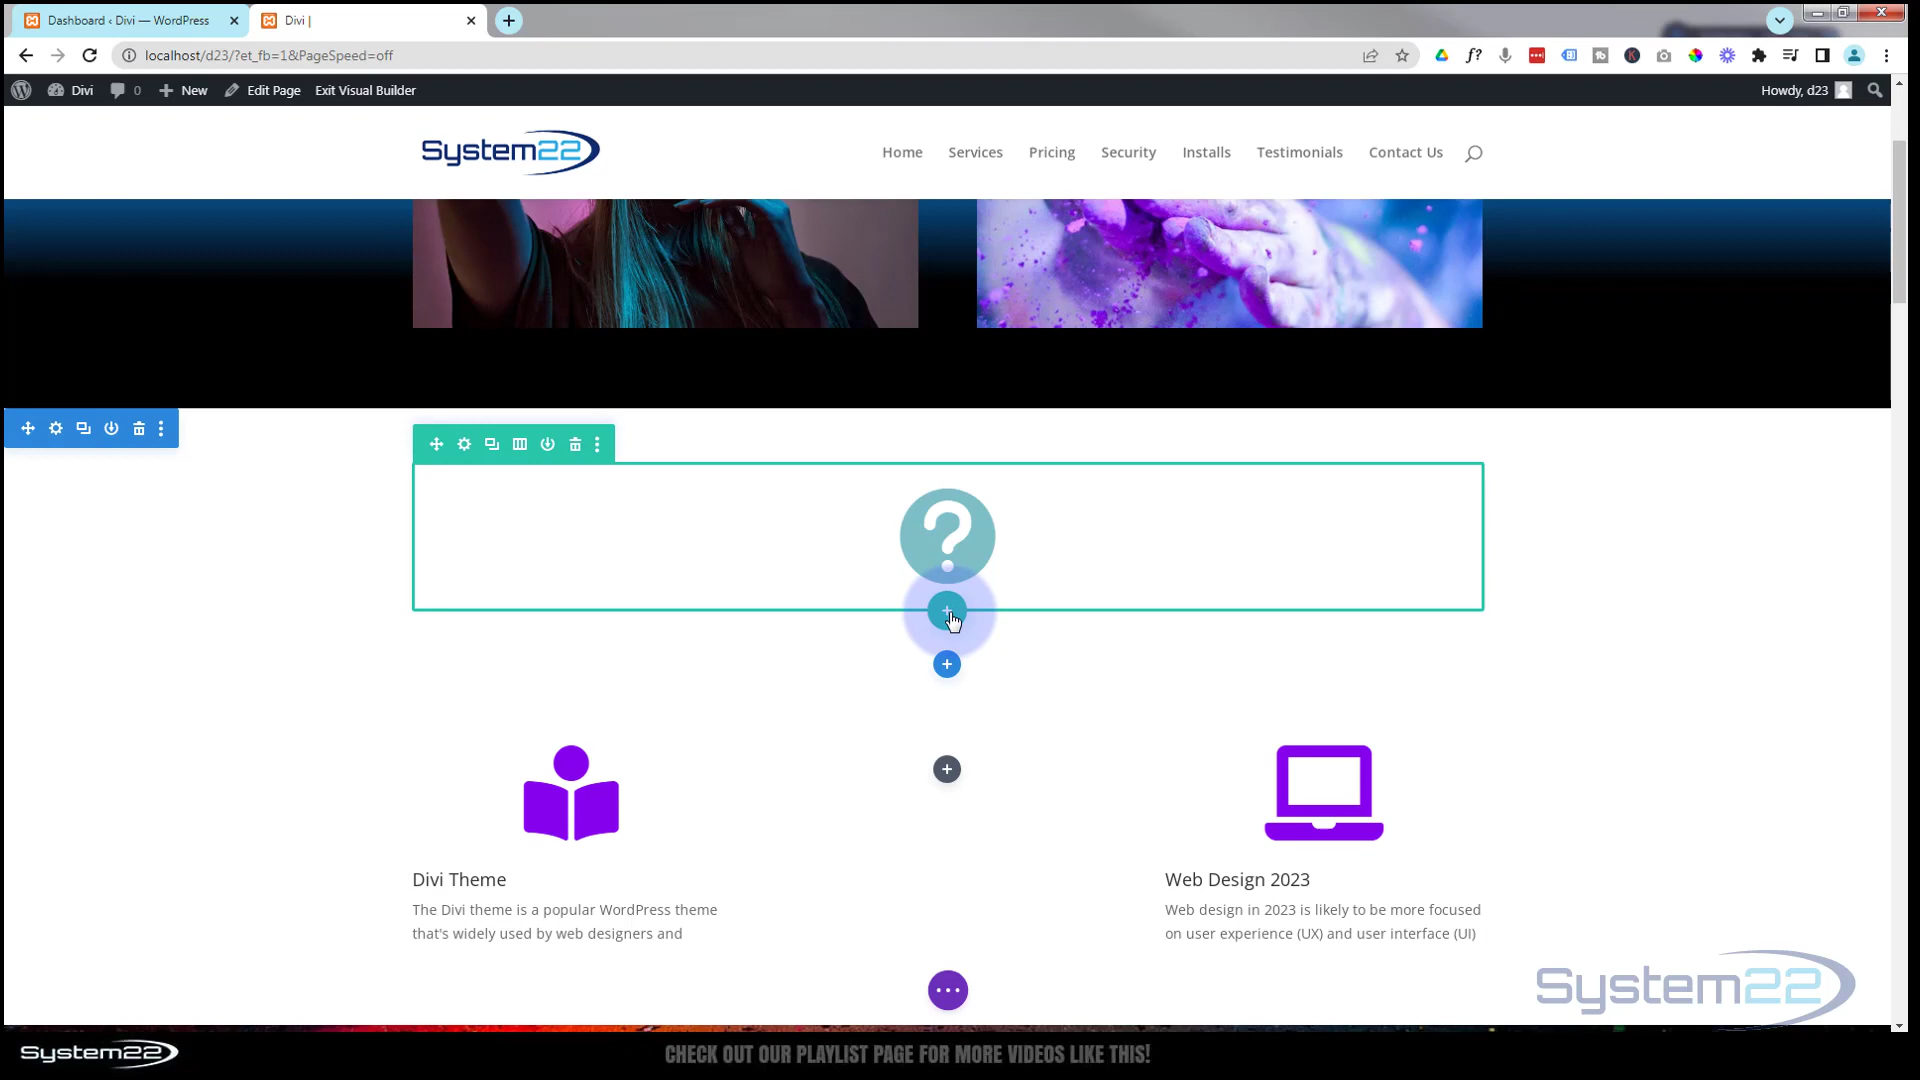 Dashboard ‹ Divi — WordPress
Divi |
localhost/d23/?et_fb=1&PageSpeed=off
Divi
0
New
Edit Page
Exit Visual Builder
Howdy, d23
System22
Home
Services
Pricing
Security
Installs
Testimonials
Contact Us
?
Divi Theme
The Divi theme is a popular WordPress theme
that's widely used by web designers and
Web Design 2023
Web design in 2023 is likely to be more focused
on user experience (UX) and user interface (UI)
System22
System22
CHECK OUT OUR PLAYLIST PAGE FOR MORE VIDEOS LIKE THIS!